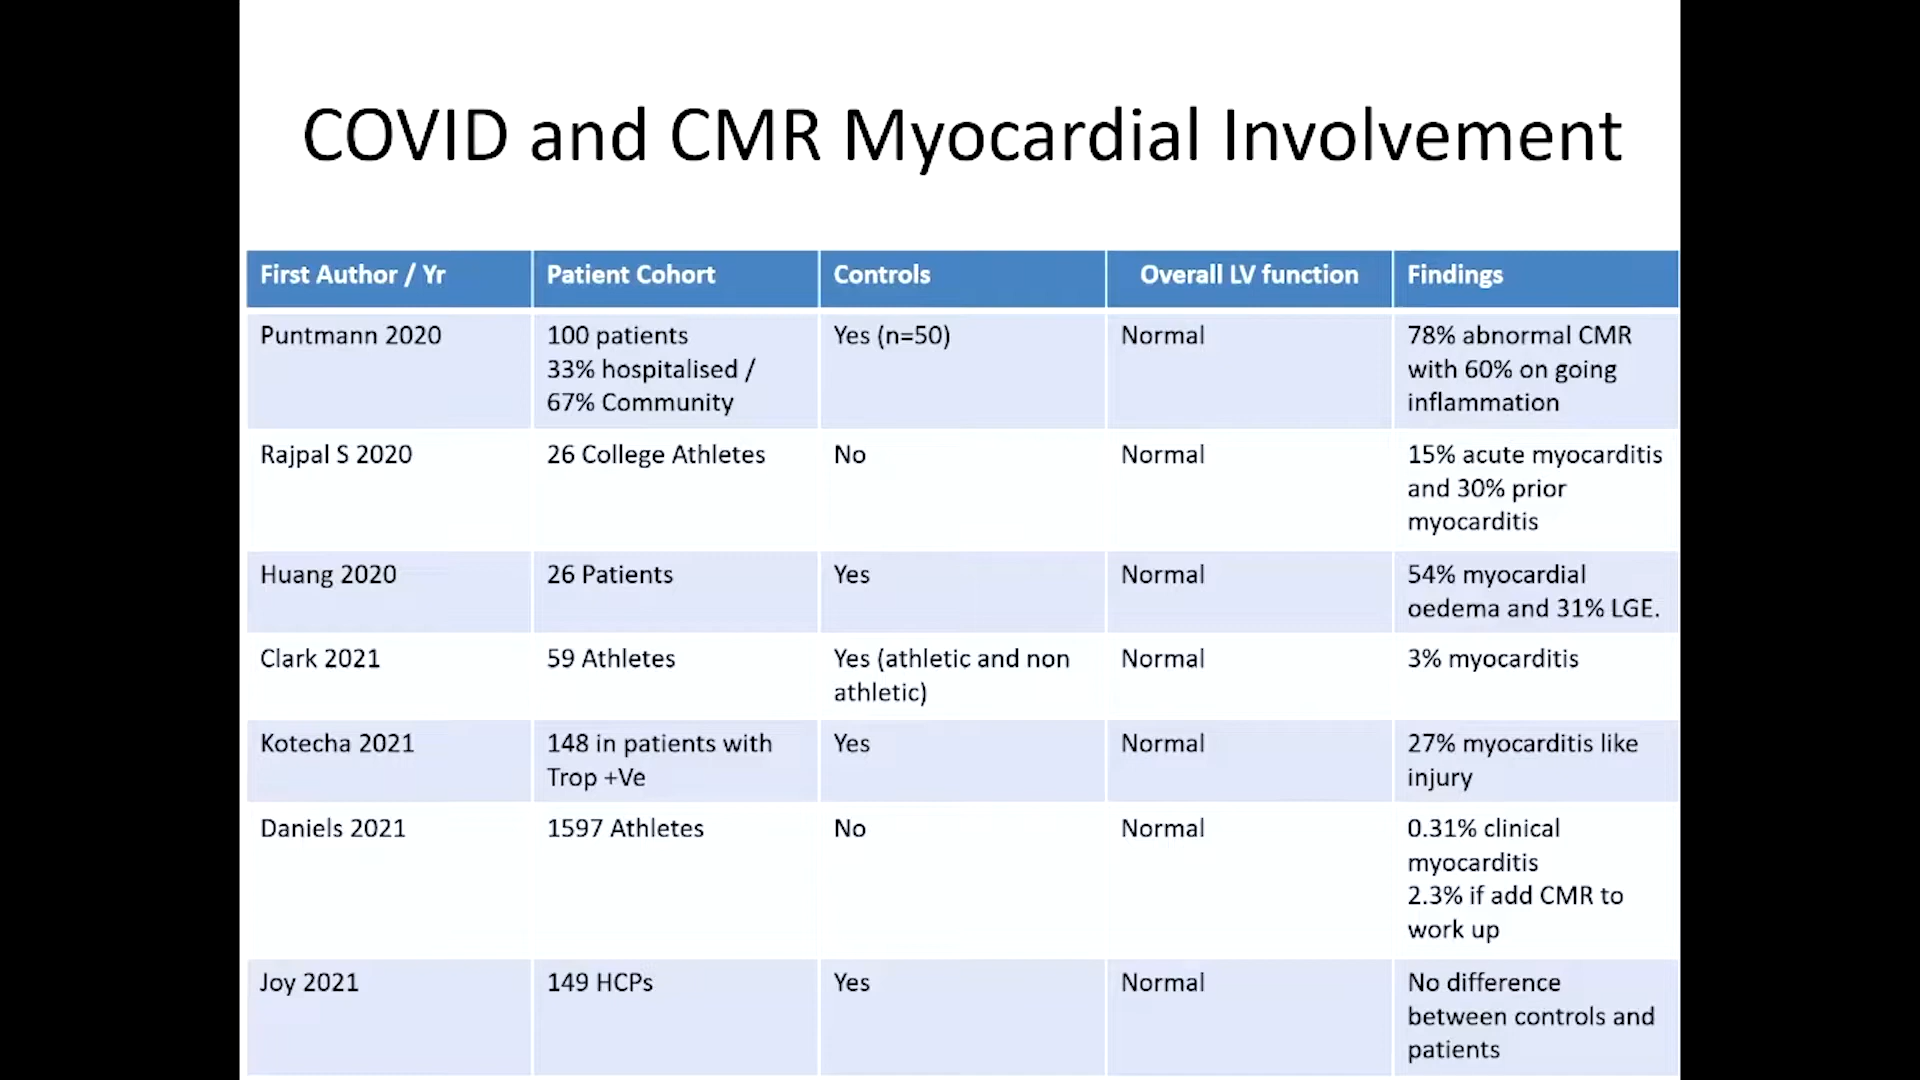 COVID and CMR Myocardial Involvement
First Author / Yr
Patient Cohort
Controls
Overall LV function
Findings
Puntmann 2020
100 patients
33% hospitalised /
67% Community
Yes (n=50)
Normal
78% abnormal CMR
with 60% on going
inflammation
Rajpal S 2020
26 College Athletes
No
Normal
15% acute myocarditis
and 30% prior
myocarditis
Huang 2020
26 Patients
Yes
Normal
54% myocardial
oedema and 31% LGE.
Clark 2021
59 Athletes
Yes (athletic and non
athletic)
Normal
3% myocarditis
Kotecha 2021
148 in patients with
Trop +Ve
Yes
Normal
27% myocarditis like
injury
Daniels 2021
1597 Athletes
No
Normal
0.31% clinical
myocarditis
2.3% if add CMR to
work up
Joy 2021
149 HCPs
Yes
Normal
No difference
between controls and
patients